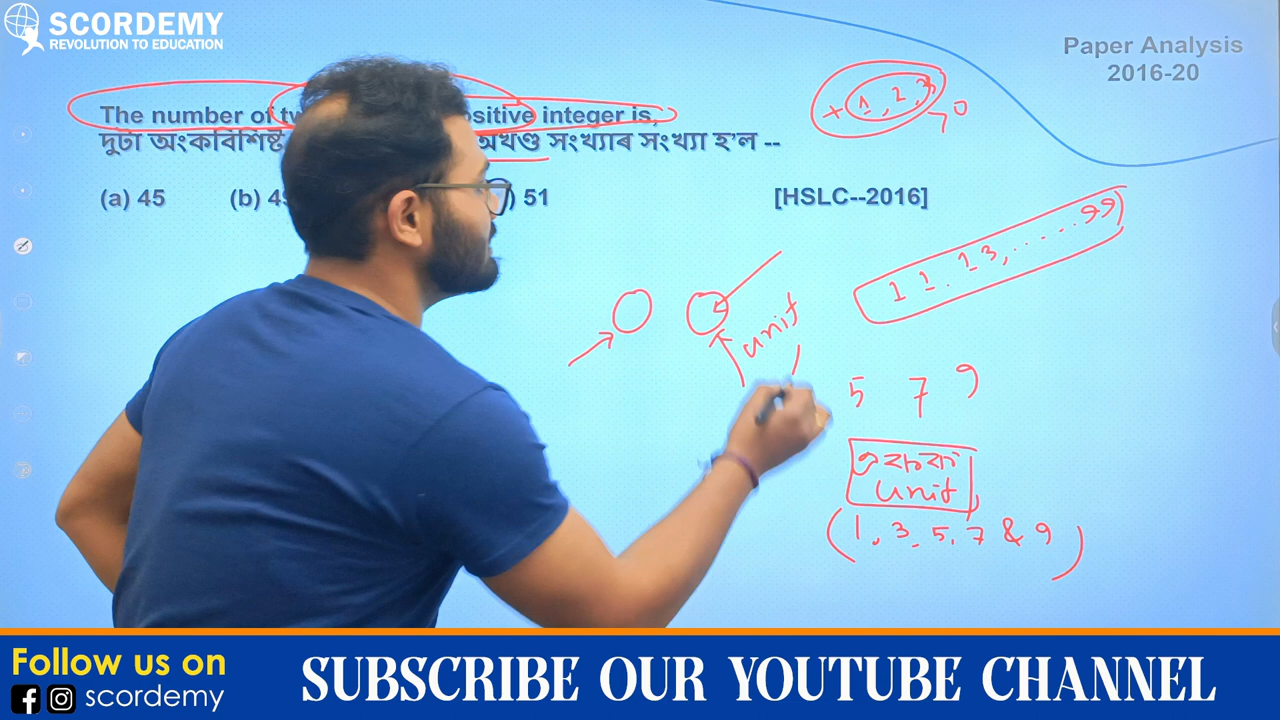 SCORDEMY
REVOLUTION TO EDUCATION
Paper Analysis
2016-20
The number of ositive integer is,
দুটা অংকবিশিষ্ট অখণ্ড সংখ্যাৰ সংখ্যা হ'ল --
(a) 45 (b) 51
[HSLC--2016]
+ 1, 2, 3
0
11, 13, ..... 99
unit
5 7 9
unit
(1, 3, 5, 7 & 9)
Follow us on
scordemy
SUBSCRIBE OUR YOUTUBE CHANNEL